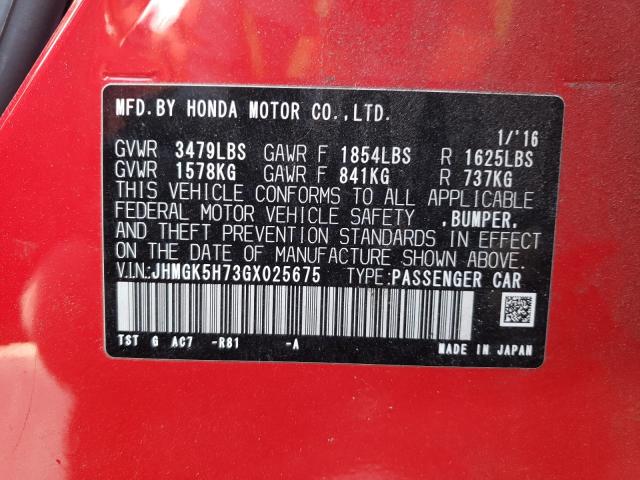 MFD.BY HONDA MOTOR CO.,LTD.
1/'16
GVWR 3479LBS GAWR F 1854LBS R 1625LBS
GVWR 1578KG GAWR F 841KG R 737KG
THIS VEHICLE CONFORMS TO ALL APPLICABLE
FEDERAL MOTOR VEHICLE SAFETY ,BUMPER,
AND THEFT PREVENTION STANDARDS IN EFFECT
ON THE DATE OF MANUFACTURE SHOWN ABOVE.
V.I.N:JHMGK5H73GX025675 TYPE:PASSENGER CAR
TST G AC7 -R81 -A MADE IN JAPAN